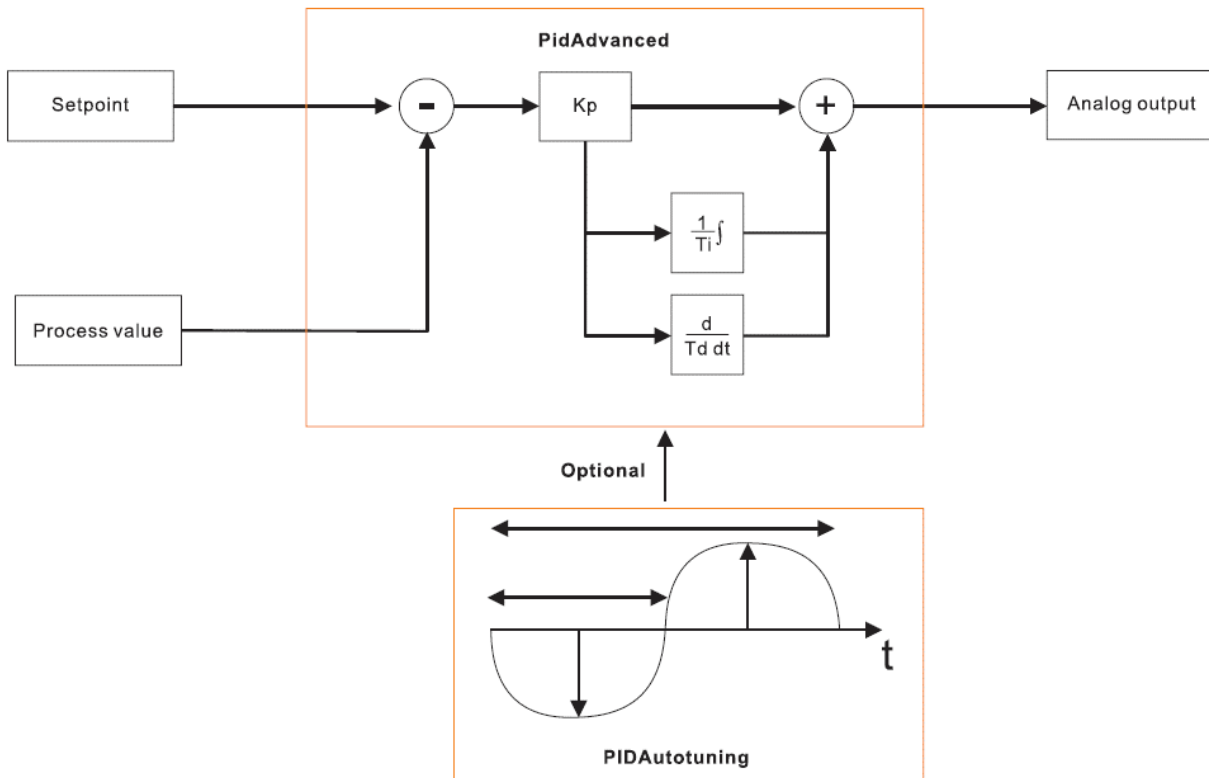 PidAdvanced
Setpoint
-
Kp
+
Analog output
1
Ti ∫
Process value
d
Td dt
Optional
t
PIDAutotuning